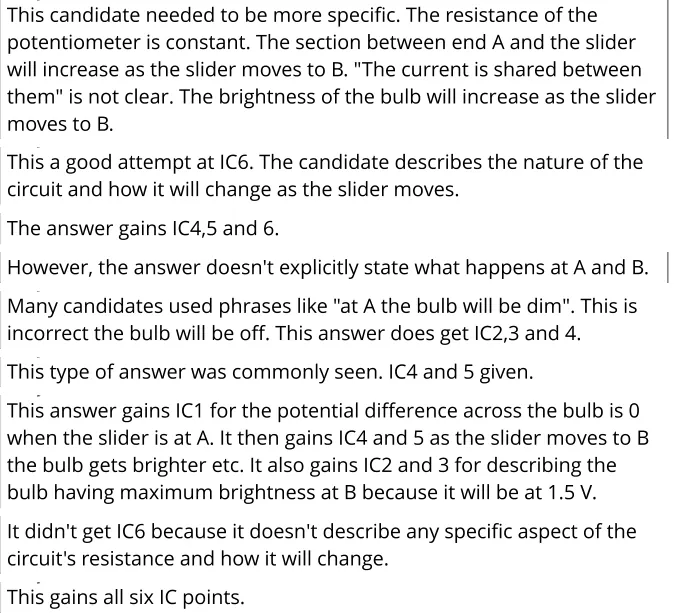 This candidate needed to be more specific. The resistance of the
potentiometer is constant. The section between end A and the slider
will increase as the slider moves to B. "The current is shared between
them" is not clear. The brightness of the bulb will increase as the slider
moves to B.
This a good attempt at IC6. The candidate describes the nature of the
circuit and how it will change as the slider moves.
The answer gains IC4,5 and 6.
However, the answer doesn't explicitly state what happens at A and B.
Many candidates used phrases like "at A the bulb will be dim". This is
incorrect the bulb will be off. This answer does get IC2,3 and 4.
This type of answer was commonly seen. IC4 and 5 given.
This answer gains IC1 for the potential difference across the bulb is 0
when the slider is at A. It then gains IC4 and 5 as the slider moves to B
the bulb gets brighter etc. It also gains IC2 and 3 for describing the
bulb having maximum brightness at B because it will be at 1.5 V.
It didn't get IC6 because it doesn't describe any specific aspect of the
circuit's resistance and how it will change.
This gains all six IC points.